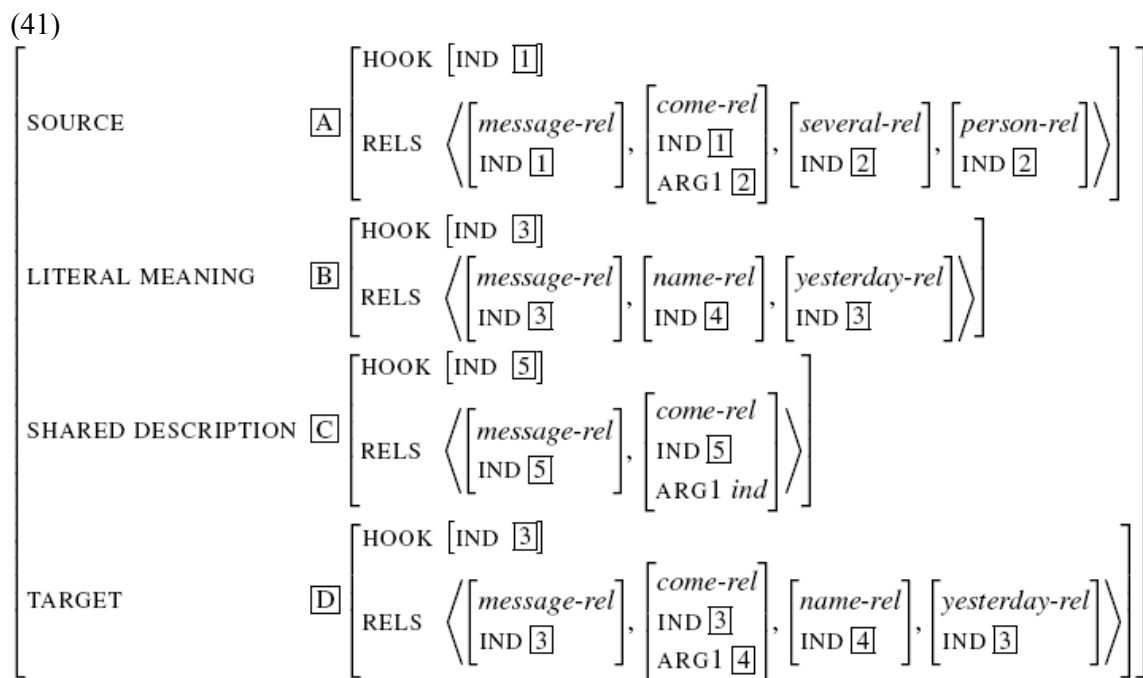 (41)
SOURCE A HOOK [IND 1]
RELS ⟨[message-rel IND 1], [come-rel IND 1 ARG1 2], [several-rel IND 2], [person-rel IND 2]⟩
LITERAL MEANING B HOOK [IND 3]
RELS ⟨[message-rel IND 3], [name-rel IND 4], [yesterday-rel IND 3]⟩
SHARED DESCRIPTION C HOOK [IND 5]
RELS ⟨[message-rel IND 5], [come-rel IND 5 ARG1 ind]⟩
TARGET D HOOK [IND 3]
RELS ⟨[message-rel IND 3], [come-rel IND 3 ARG1 4], [name-rel IND 4], [yesterday-rel IND 3]⟩